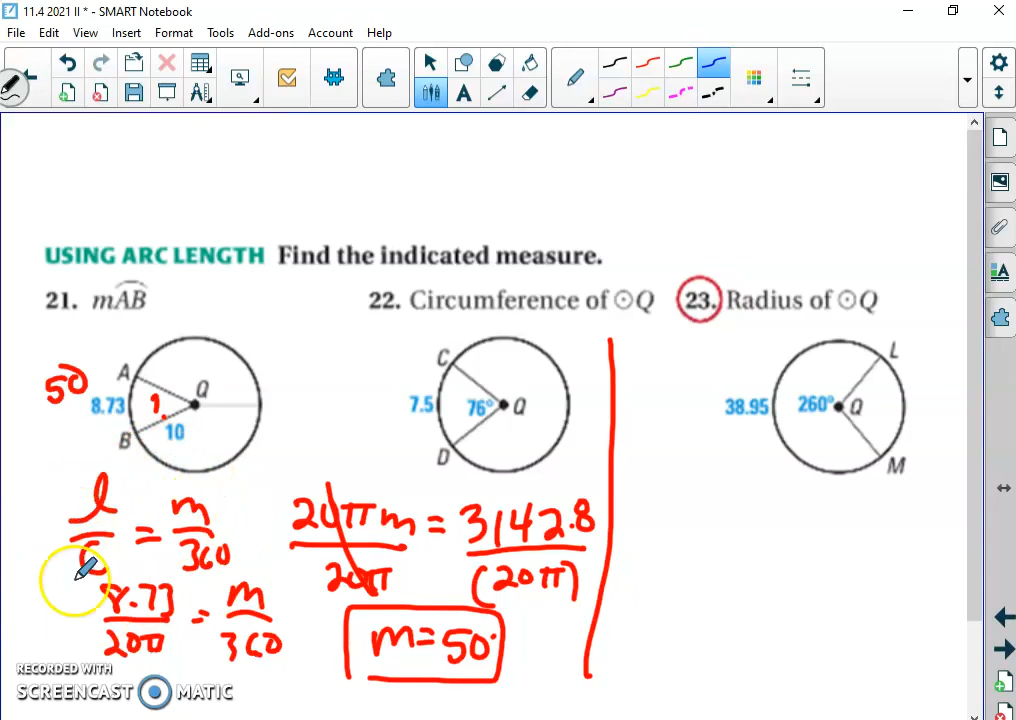 11.4 2021 II * - SMART Notebook
File Edit View Insert Format Tools Add-ons Account Help
USING ARC LENGTH Find the indicated measure.
21. mAB
22. Circumference of ⊙Q
23. Radius of ⊙Q
50
A
Q
8.73
B
10
C
7.5
76°
Q
D
L
38.95
260°
Q
M
l/C = m/360
20πm/20π = 3142.8/(20π)
8.73/20π = m/360
m=50°
RECORDED WITH
SCREENCAST MATIC